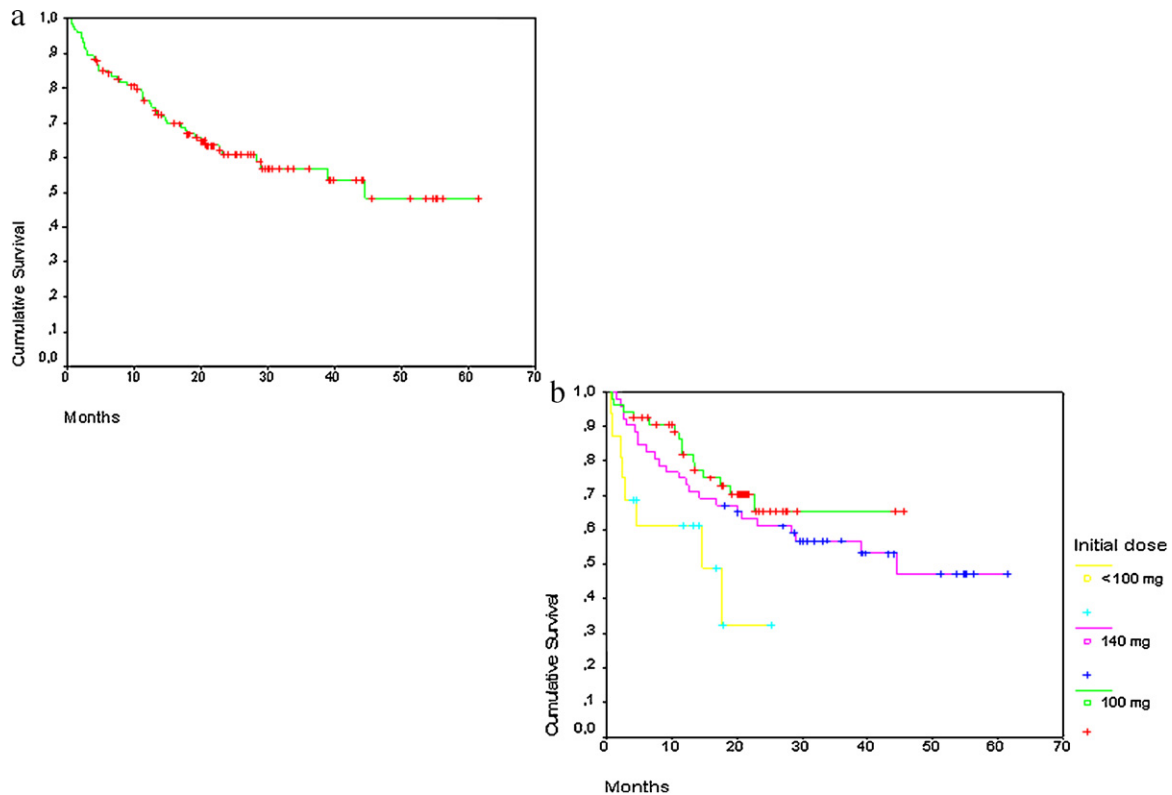 a
1,0
,9
,8
,7
,6
,5
,4
,3
,2
,1
0,0
Cumulative Survival
0 10 20 30 40 50 60 70
Months
b
1,0
,9
,8
,7
,6
,5
,4
,3
,2
,1
0,0
Cumulative Survival
0 10 20 30 40 50 60 70
Months
Initial dose
<100 mg
140 mg
100 mg